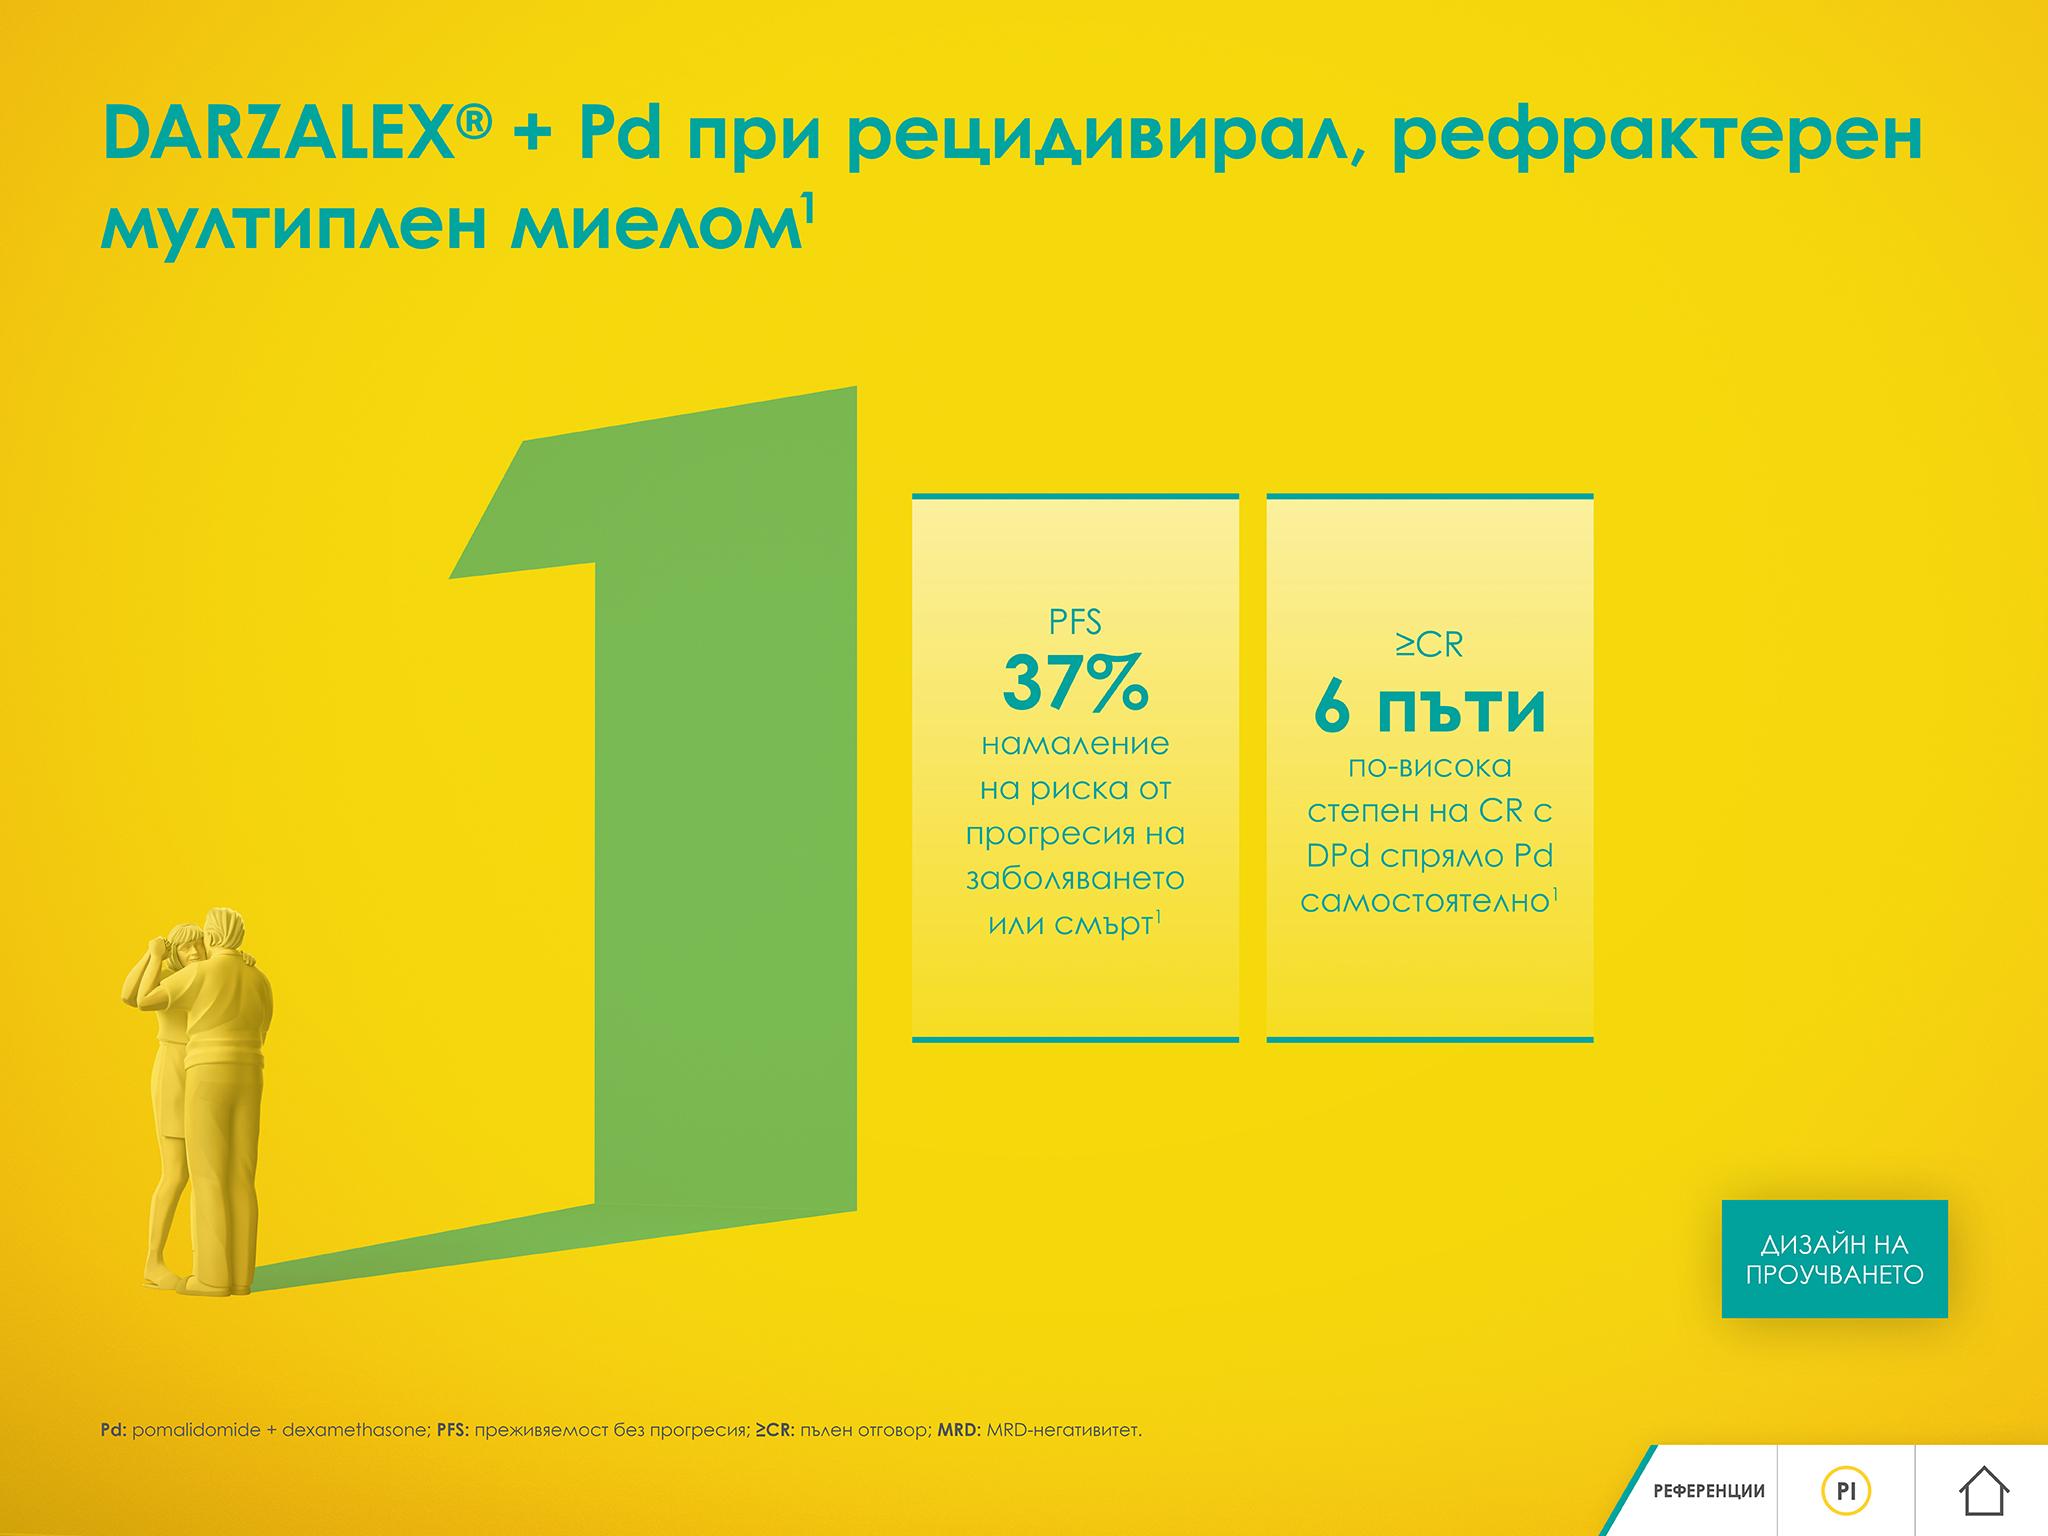 DARZALEX® + Pd при рецидивирал, рефрактерен
мултиплен миелом¹
PFS
37%
намаление
на риска от
прогресия на
заболяването
или смърт¹
≥CR
6 пъти
по-висока
степен на CR с
DPd спрямо Pd
самостоятелно¹
ДИЗАЙН НА
ПРОУЧВАНЕТО
Pd: pomalidomide + dexamethasone; PFS: преживяемост без прогресия; ≥CR: пълен отговор; MRD: MRD-негативитет.
РЕФЕРЕНЦИИ
PI